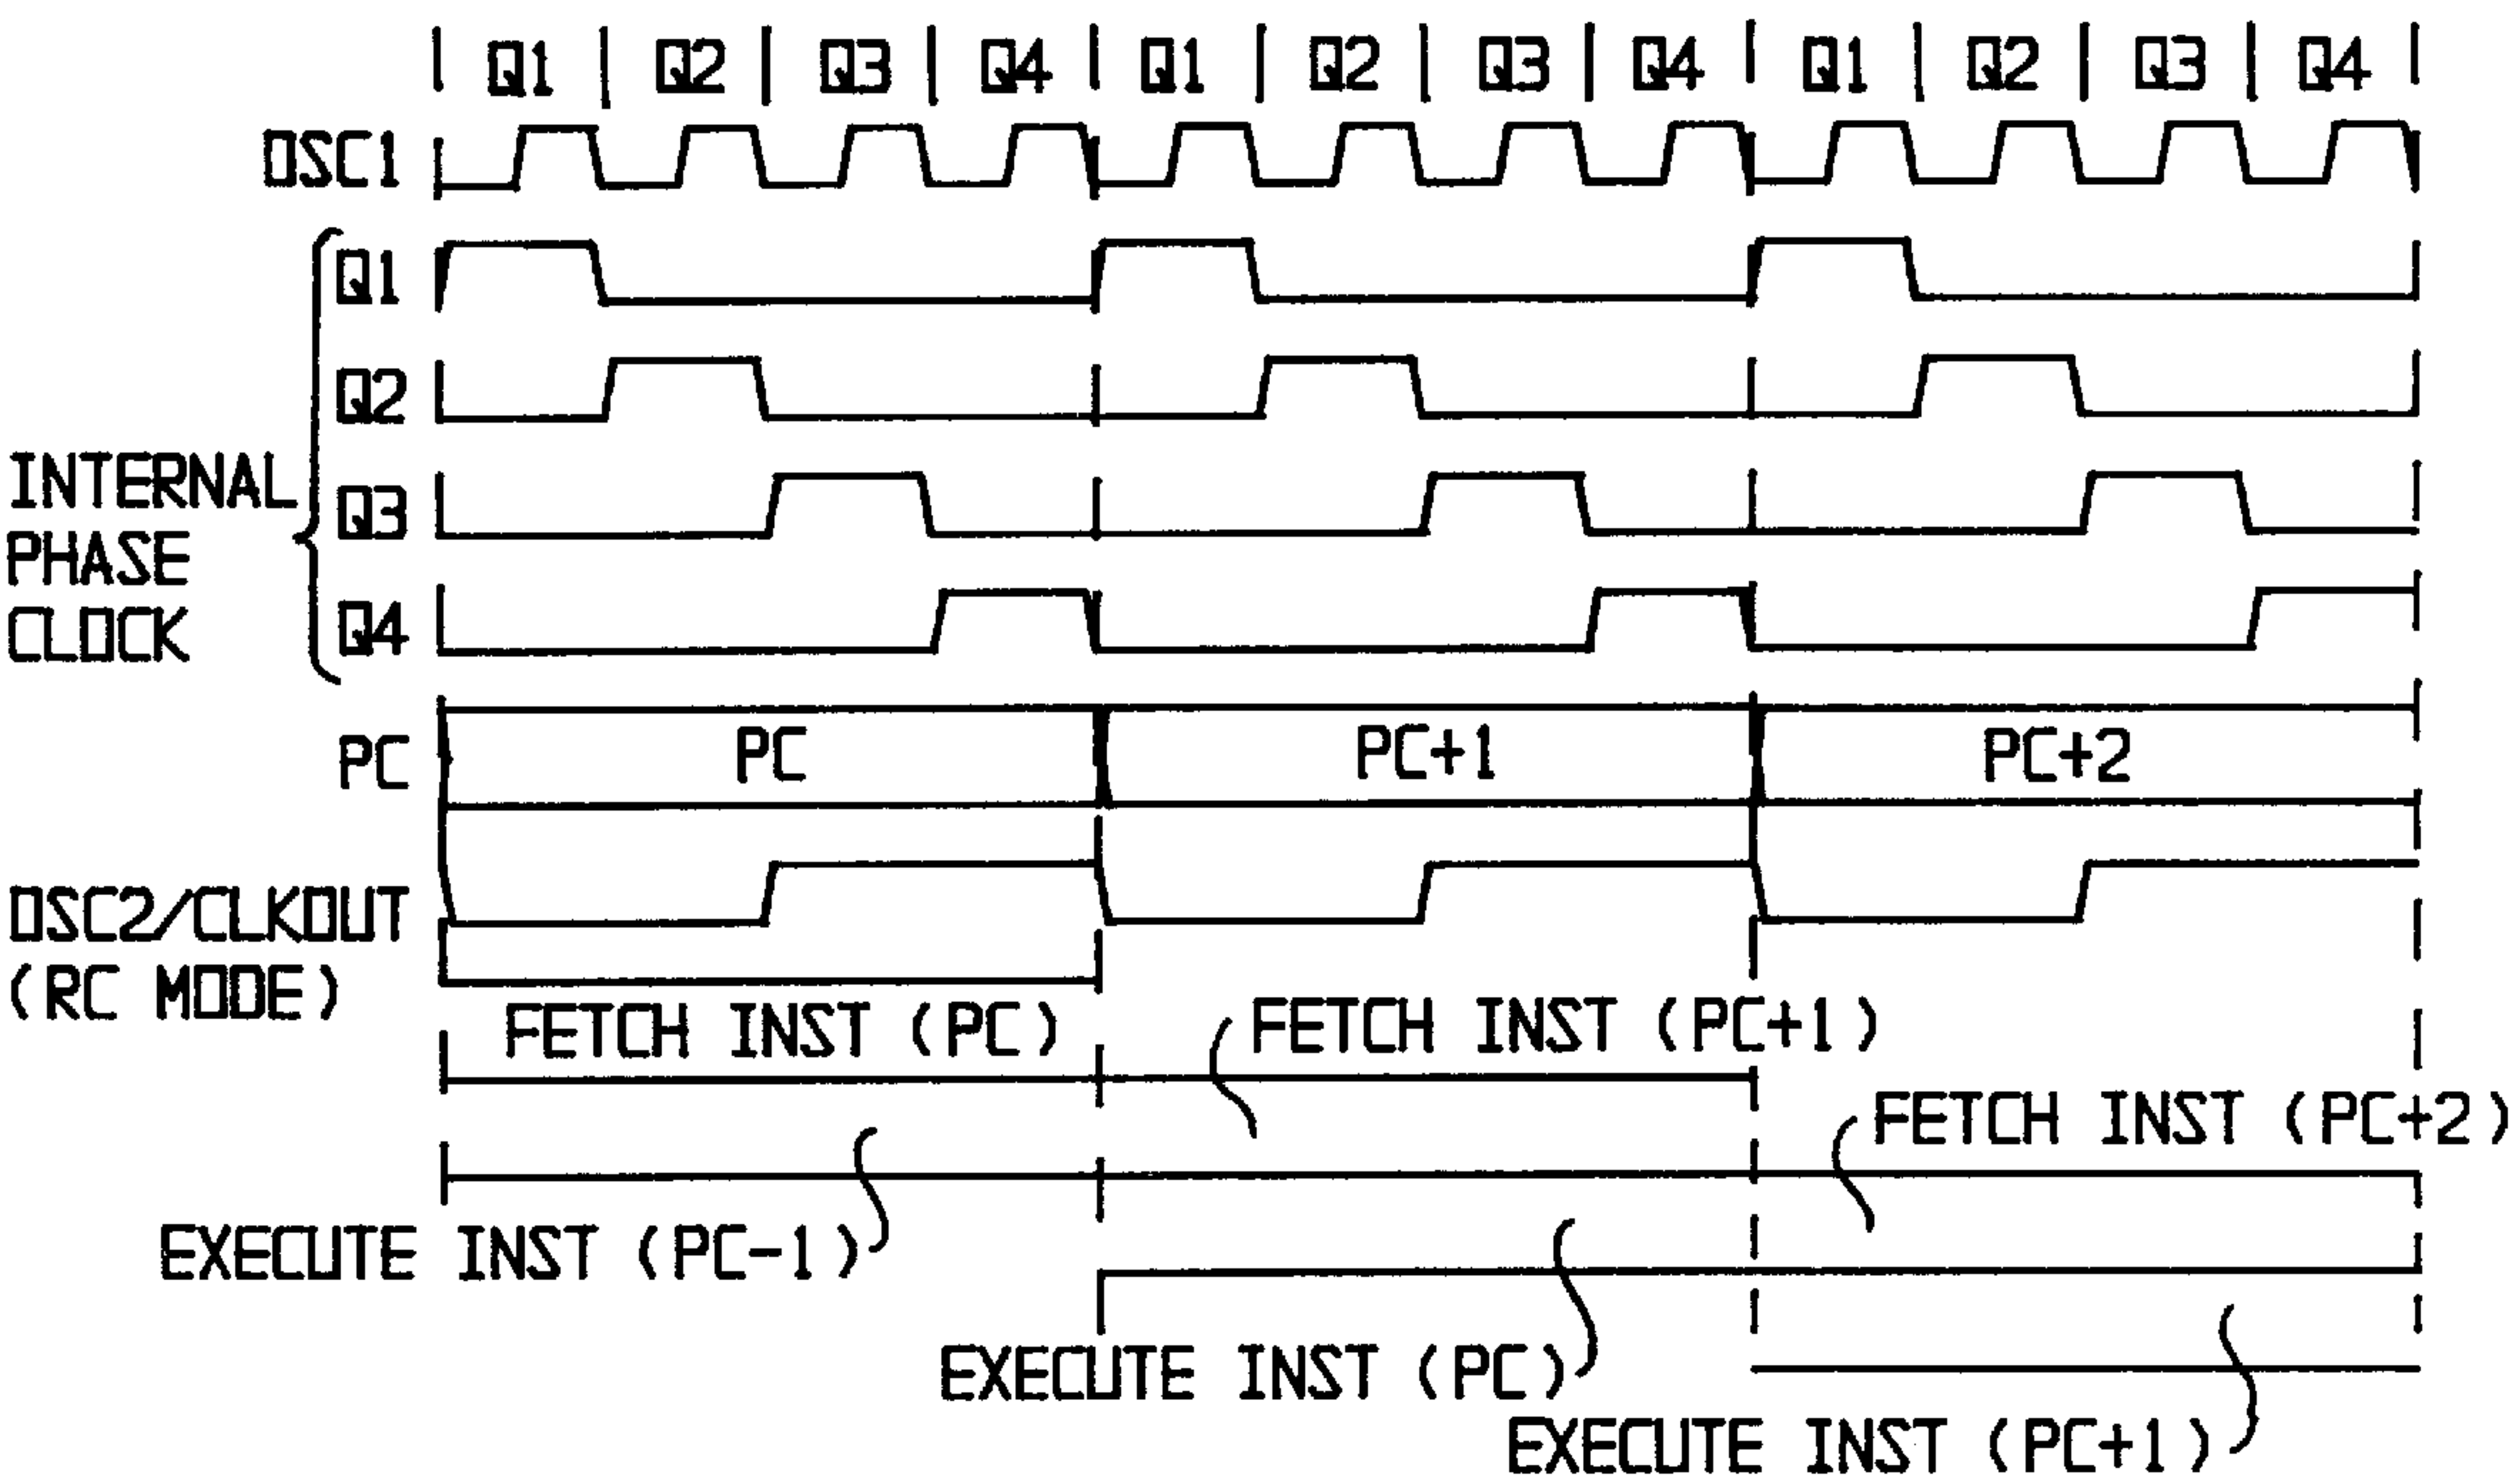 Q1 Q2 Q3 Q4 Q1 Q2 Q3 Q4 Q1 Q2 Q3 Q4
OSC1
Q1
Q2
INTERNAL
PHASE
CLOCK
Q3
Q4
PC PC PC+1 PC+2
OSC2/CLKOUT
(RC MODE)
FETCH INST (PC) FETCH INST (PC+1)
FETCH INST (PC+2)
EXECUTE INST (PC-1)
EXECUTE INST (PC)
EXECUTE INST (PC+1)